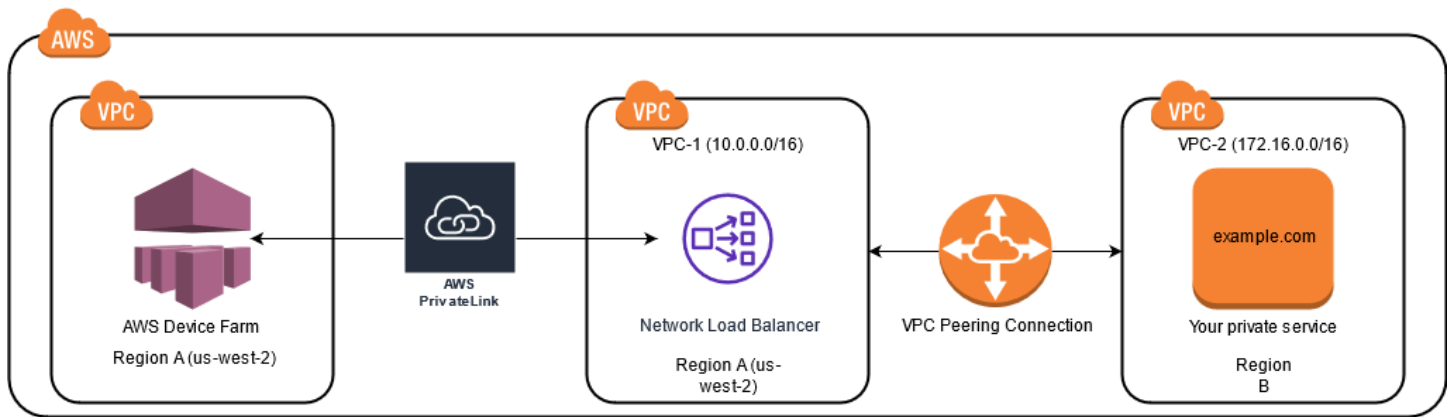 AWS
VPC
VPC
VPC
VPC-1 (10.0.0.0/16)
VPC-2 (172.16.0.0/16)
example.com
AWS
PrivateLink
AWS Device Farm
Network Load Balancer
VPC Peering Connection
Your private service
Region A (us-west-2)
Region A (us-
west-2)
Region
B